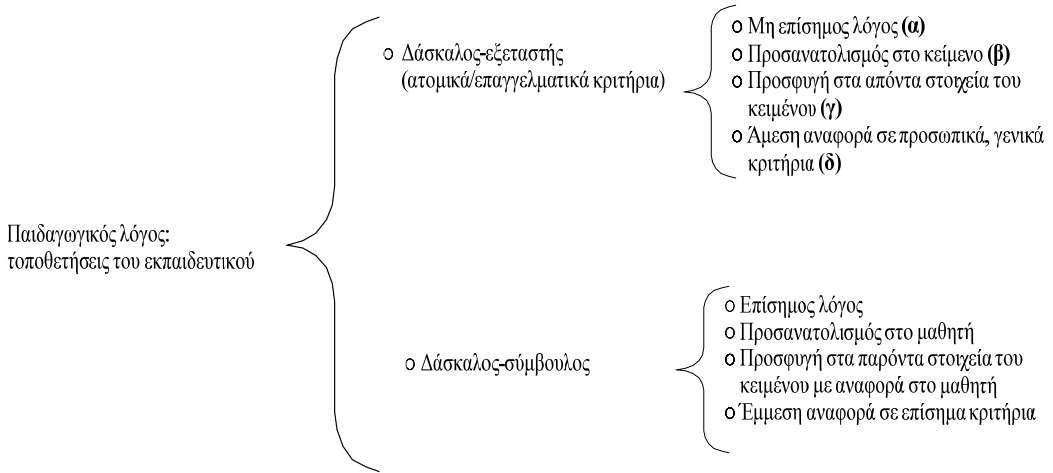 Παιδαγωγικός λόγος:
τοποθετήσεις του εκπαιδευτικού
ο Δάσκαλος-εξεταστής
(ατομικά/επαγγελματικά κριτήρια)
ο Μη επίσημος λόγος (α)
ο Προσανατολισμός στο κείμενο (β)
ο Προσφυγή στα απόντα στοιχεία του
κειμένου (γ)
ο Άμεση αναφορά σε προσωπικά, γενικά
κριτήρια (δ)
ο Δάσκαλος-σύμβουλος
ο Επίσημος λόγος
ο Προσανατολισμός στο μαθητή
ο Προσφυγή στα παρόντα στοιχεία του
κειμένου με αναφορά στο μαθητή
ο Έμμεση αναφορά σε επίσημα κριτήρια